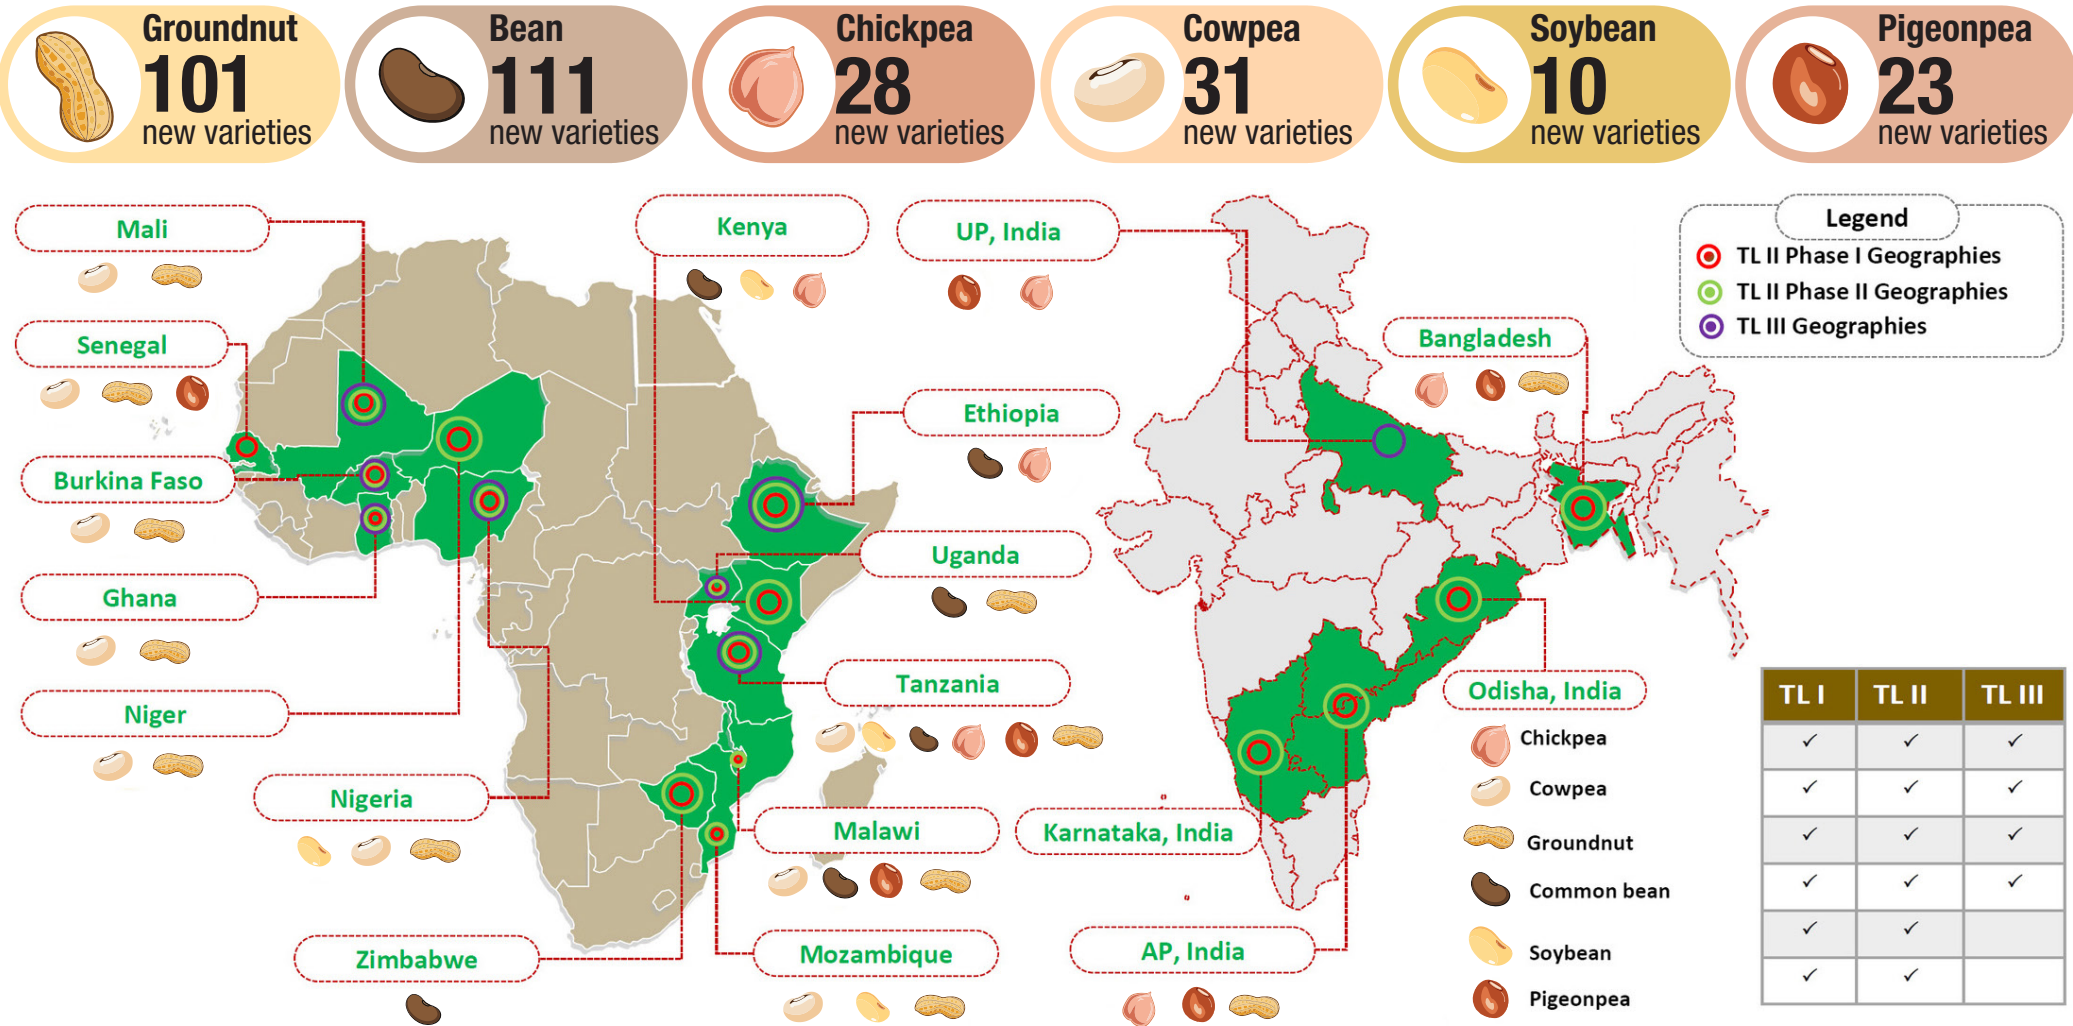 Groundnut
101
new varieties
Bean
111
new varieties
Chickpea
28
new varieties
Cowpea
31
new varieties
Soybean
10
new varieties
Pigeonpea
23
new varieties
Mali
Kenya
UP, India
Legend
TL II Phase I Geographies
TL II Phase II Geographies
TL III Geographies
Senegal
Bangladesh
Ethiopia
Burkina Faso
Uganda
Ghana
Tanzania
Odisha, India
Niger
Nigeria
Malawi
Karnataka, India
Zimbabwe
Mozambique
AP, India
TL I TL II TL III
Chickpea ✓ ✓ ✓
Cowpea ✓ ✓ ✓
Groundnut ✓ ✓ ✓
Common bean ✓ ✓ ✓
Soybean ✓ ✓
Pigeonpea ✓ ✓